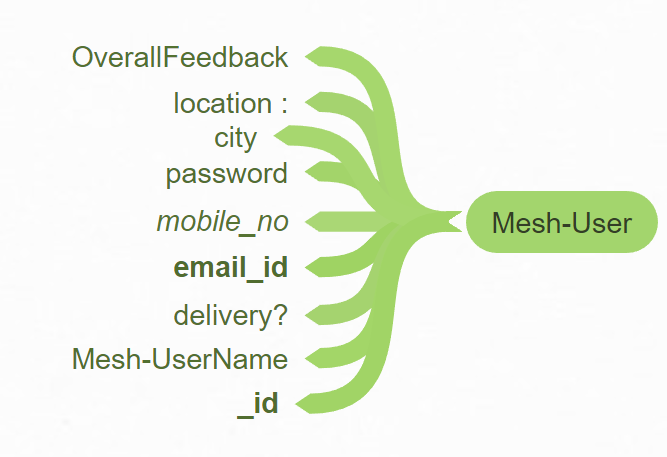 OverallFeedback
location :
city
password
mobile_no
email_id
delivery?
Mesh-UserName
_id
Mesh-User